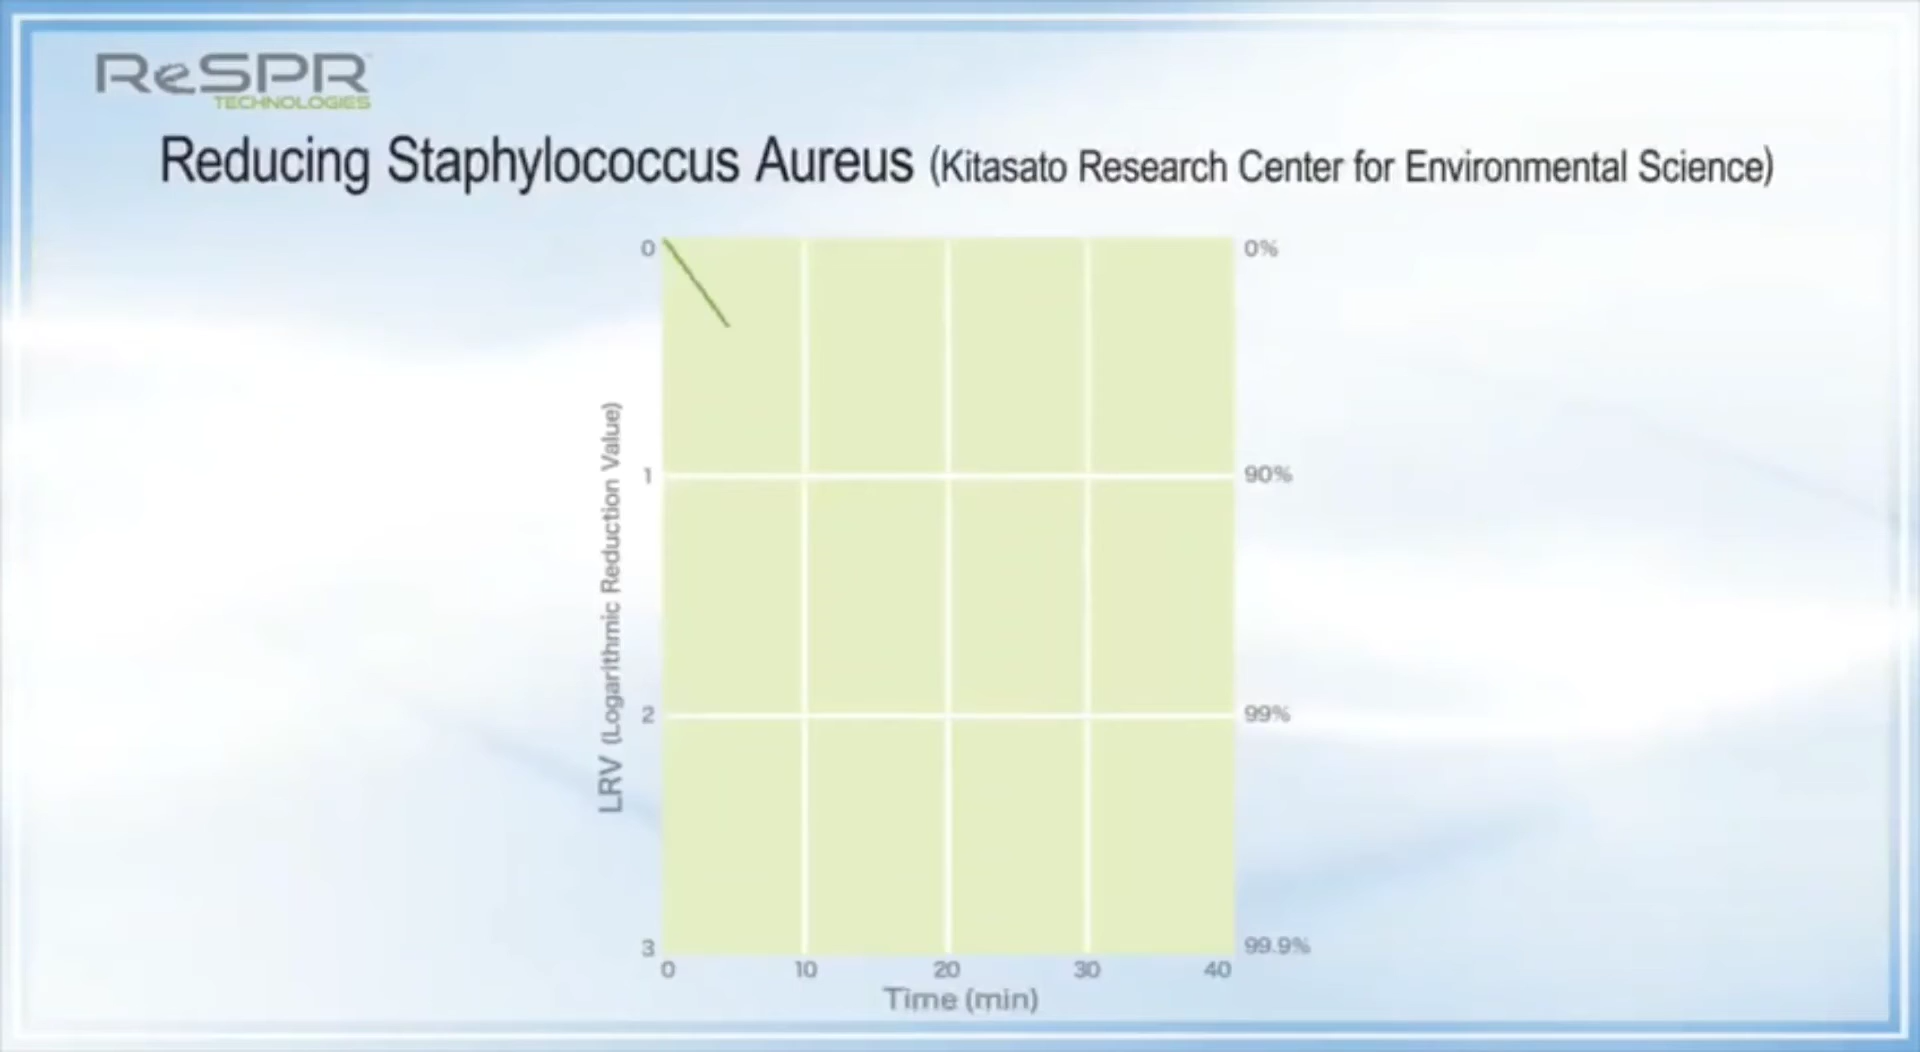 ReSPR
TECHNOLOGIES
Reducing Staphylococcus Aureus (Kitasato Research Center for Environmental Science)
0
0%
1
90%
2
99%
3
99.9%
LRV (Logarithmic Reduction Value)
0 10 20 30 40
Time (min)